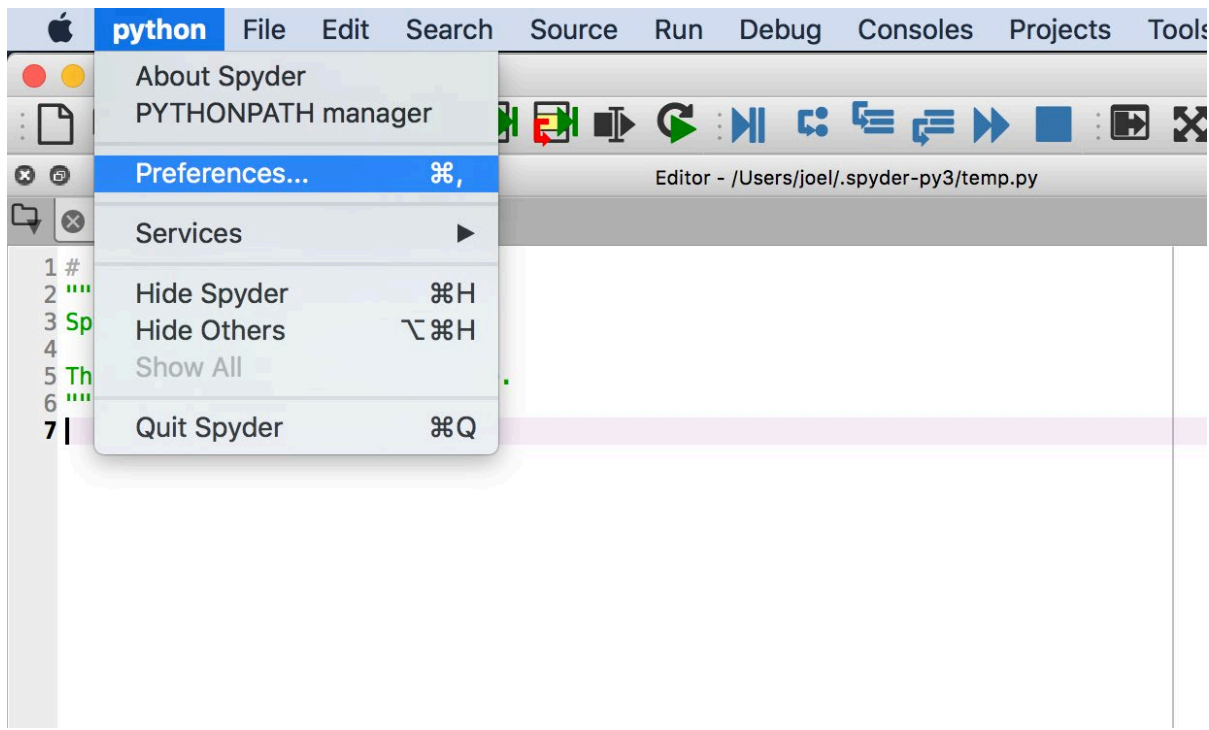 python File Edit Search Source Run Debug Consoles Projects Tools
About Spyder
PYTHONPATH manager
Preferences... ⌘,
Editor - /Users/joel/.spyder-py3/temp.py
Services ▶
Hide Spyder ⌘H
Hide Others ⌥⌘H
Show All
Quit Spyder ⌘Q
1 #
2 """
3 Sp
4
5 Th .
6 """
7